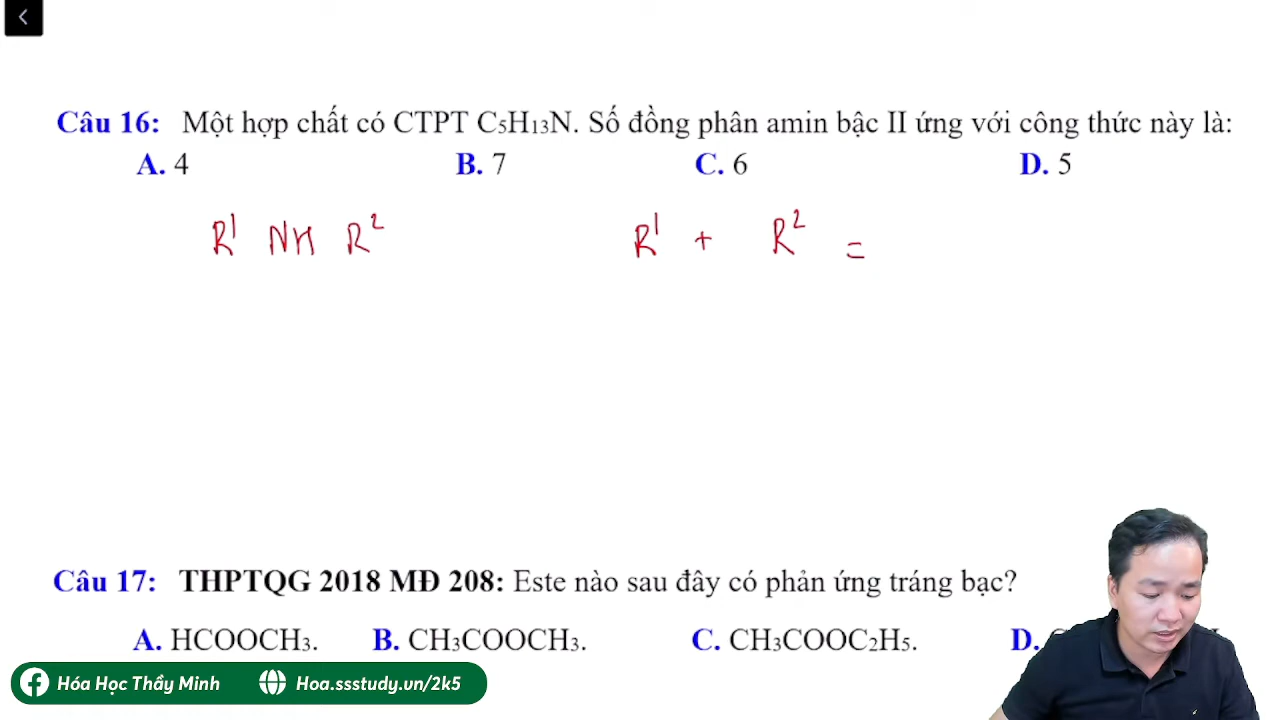 Câu 16: Một hợp chất có CTPT C₅H₁₃N. Số đồng phân amin bậc II ứng với công thức này là:
A. 4 B. 7 C. 6 D. 5
R¹ NH R² R¹ + R² =
Câu 17: THPTQG 2018 MĐ 208: Este nào sau đây có phản ứng tráng bạc?
A. HCOOCH₃. B. CH₃COOCH₃. C. CH₃COOC₂H₅. D.
Hóa Học Thầy Minh Hoa.ssstudy.vn/2k5